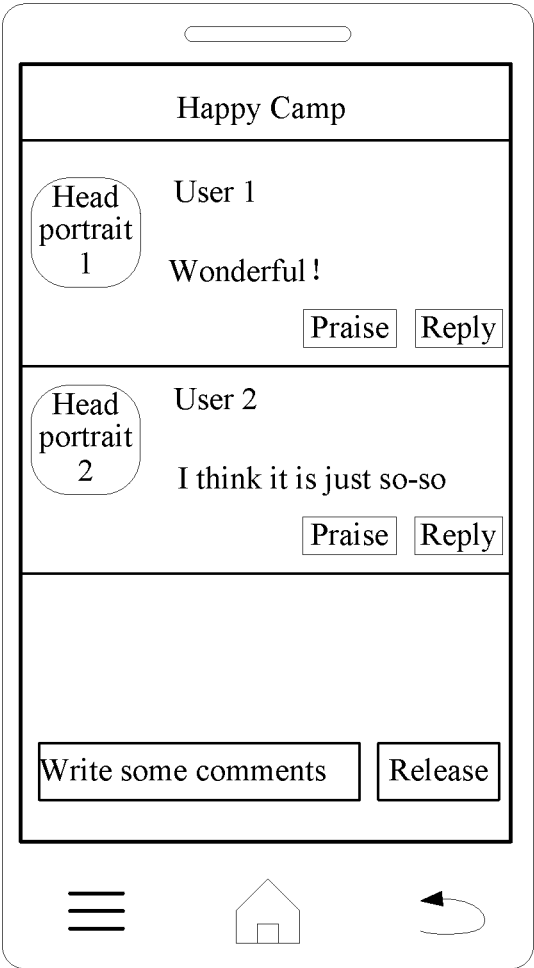 Happy Camp
Head
portrait
1
User 1
Wonderful!
Praise
Reply
Head
portrait
2
User 2
I think it is just so-so
Praise
Reply
Write some comments
Release